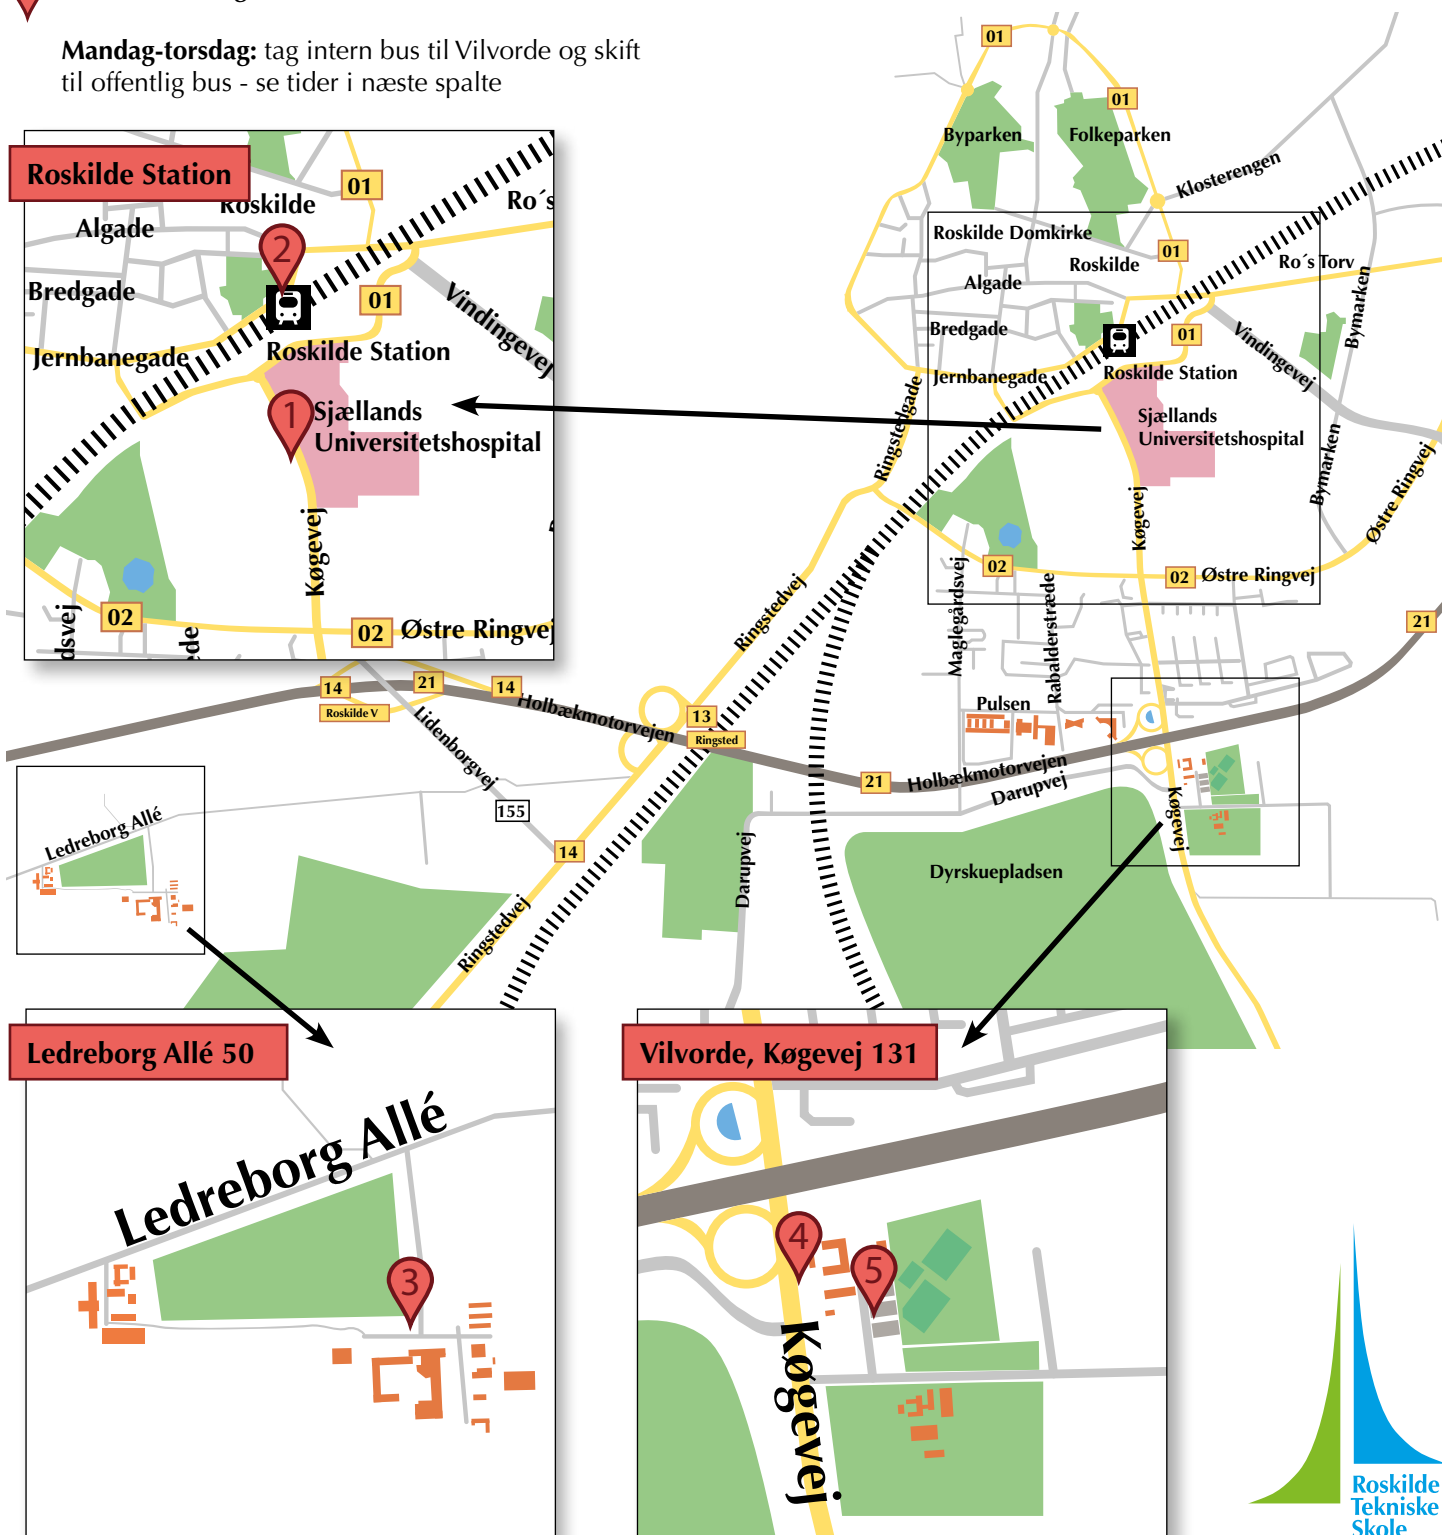 Mandag-torsdag: tag intern bus til Vilvorde og skift
til offentlig bus - se tider i næste spalte
Roskilde Station
Roskilde
01
Ro´s
Algade
2
Bredgade
01
Vindingevej
Jernbanegade
Roskilde Station
1
Sjællands
Universitetshospital
Køgevej
dsvej
02
ede
02
Østre Ringvej
01
01
Byparken
Folkeparken
Klosterengen
Roskilde Domkirke
01
Roskilde
Ro´s Torv
Algade
Bymarken
Bredgade
01
Vindingevej
Jernbanegade
Roskilde Station
Ringstedgade
Sjællands
Universitetshospital
Bymarken
Østre Ringvej
Køgevej
02
02
Østre Ringvej
Maglegårdsvej
Rabalderstræde
Ringstedvej
21
14
21
14
Roskilde V
Lidenborgvej
Holbækmotorvejen
13
Ringsted
Pulsen
21
Holbækmotorvejen
Darupvej
Køgevej
155
14
Ledreborg Allé
Darupvej
Dyrskuepladsen
Ringstedvej
Ledreborg Allé 50
Ledreborg Allé
3
Vilvorde, Køgevej 131
4
5
Køgevej
Roskilde
Tekniske
Skole